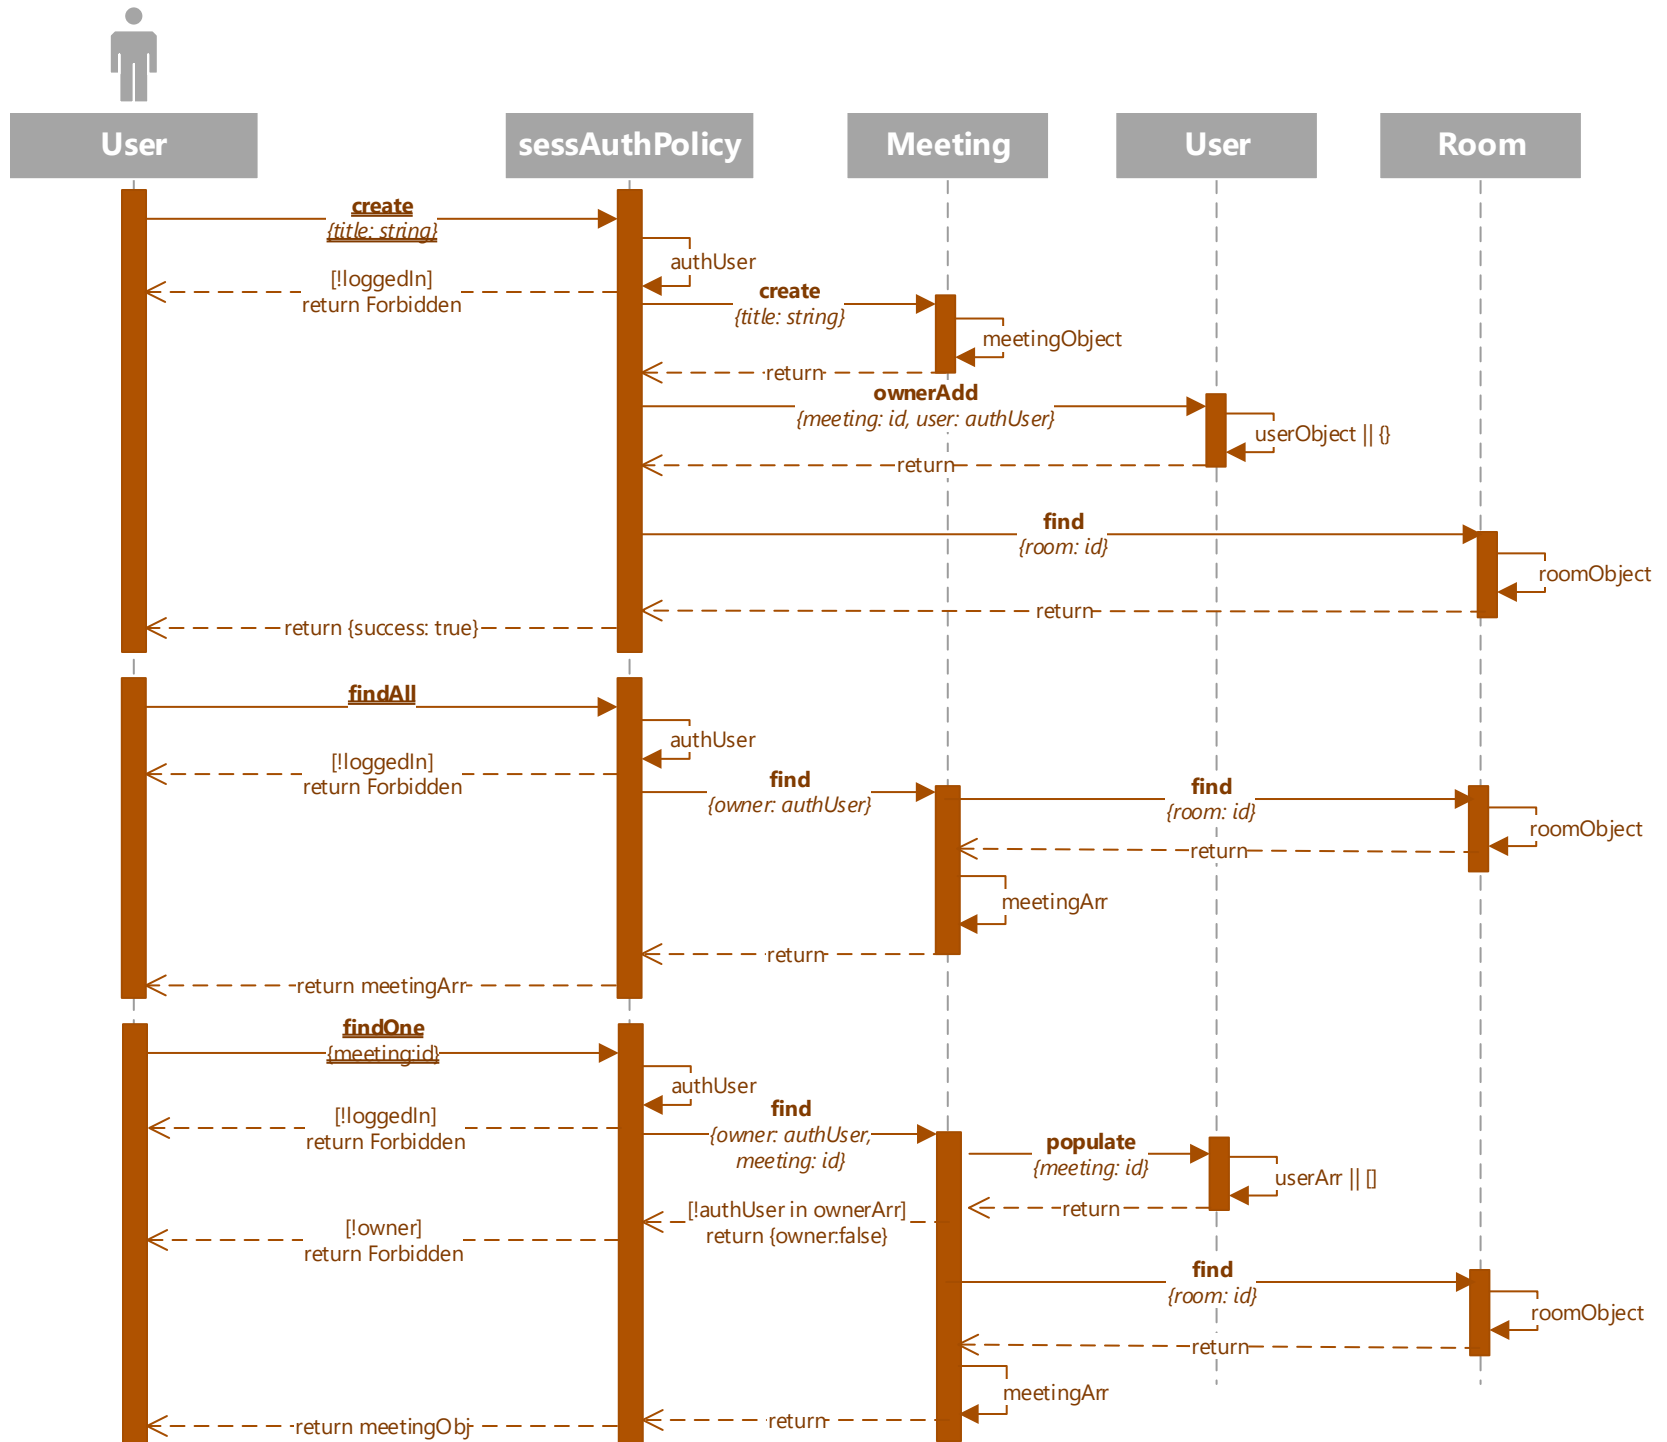 User
sessAuthPolicy
Meeting
User
Room
create
{title: string}
authUser
[!loggedIn]
return Forbidden
create
{title: string}
meetingObject
return
ownerAdd
{meeting: id, user: authUser}
userObject || {}
return
find
{room: id}
roomObject
return
return {success: true}
findAll
authUser
[!loggedIn]
return Forbidden
find
{owner: authUser}
find
{room: id}
roomObject
return
meetingArr
return
return meetingArr
findOne
{meeting:id}
authUser
[!loggedIn]
return Forbidden
find
{owner: authUser,
meeting: id}
populate
{meeting: id}
userArr || []
return
[!authUser in ownerArr]
return {owner:false}
[!owner]
return Forbidden
find
{room: id}
roomObject
return
meetingArr
return
return meetingObj